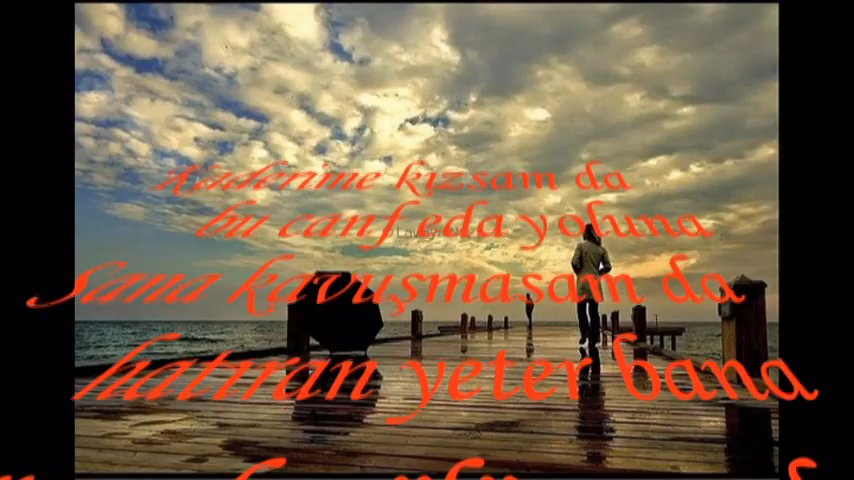 Kaderime kızsam da
bu can feda yoluna
Sana kavuşmasam da
hatıran yeter bana